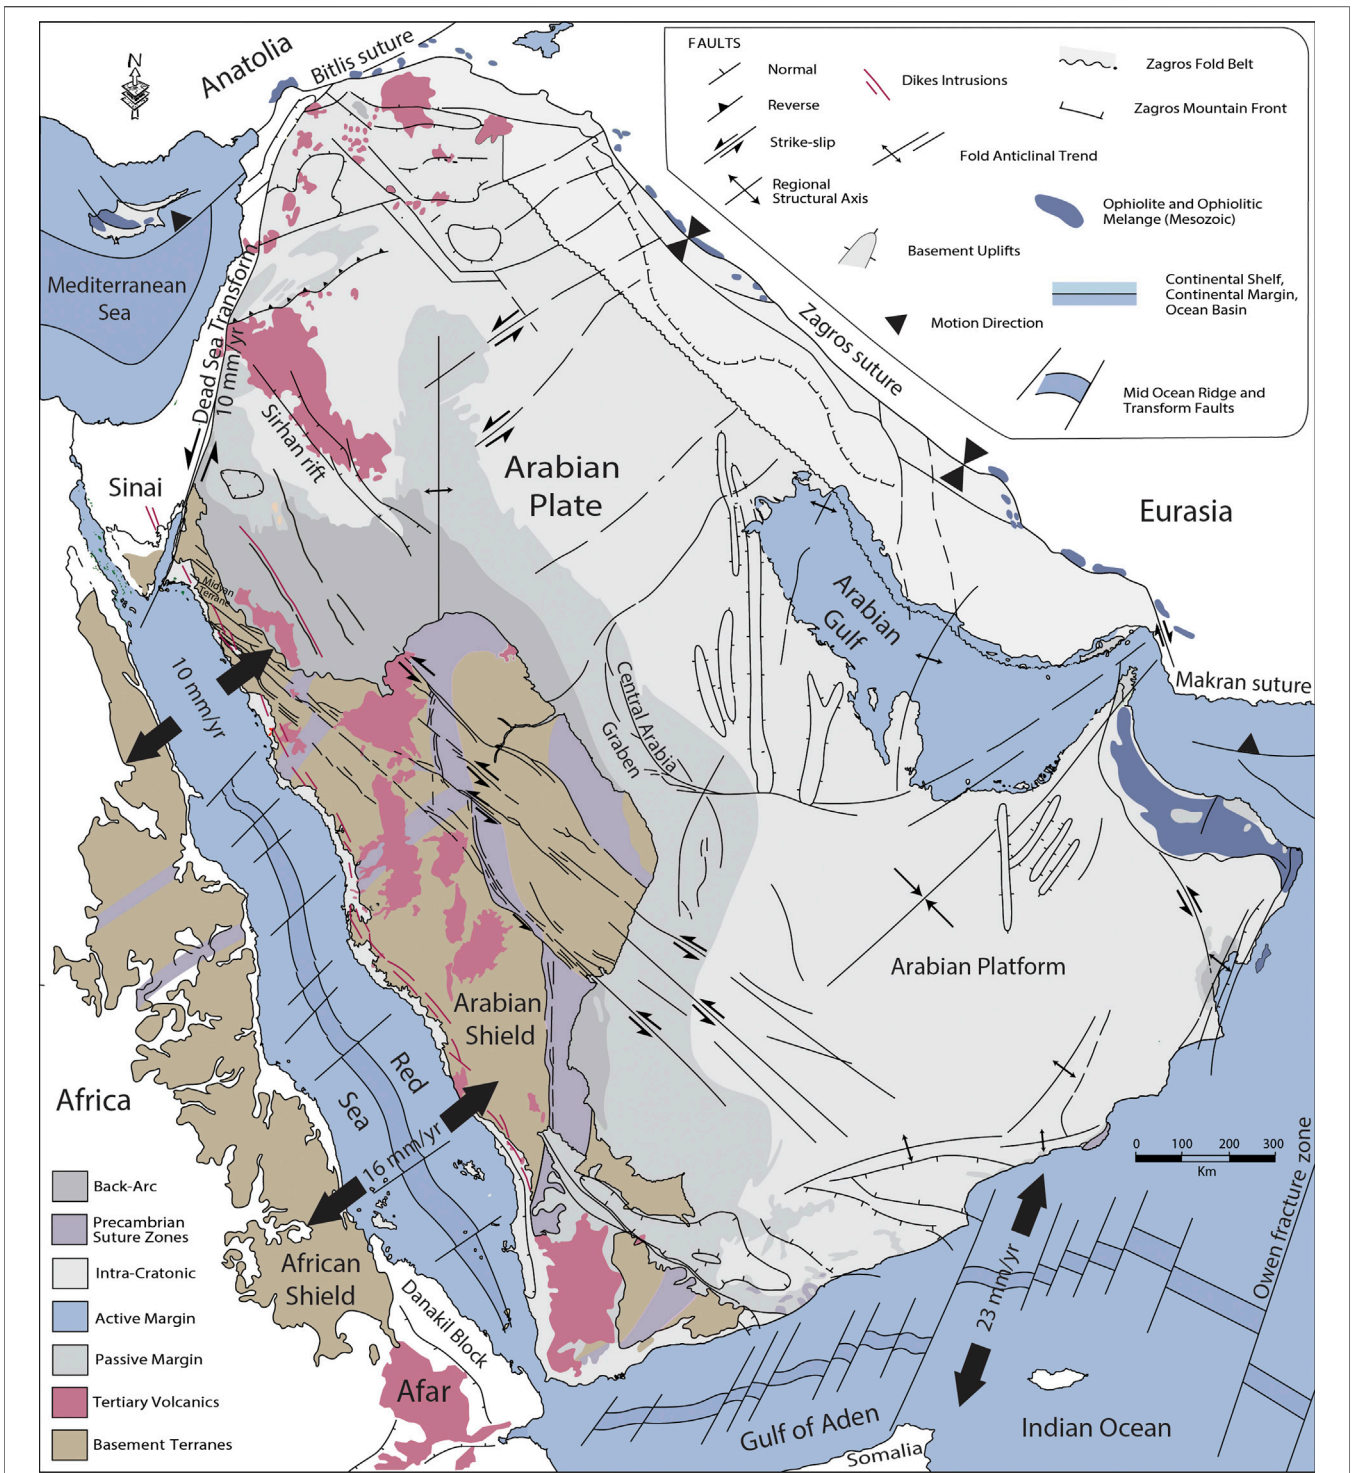 FAULTS
Normal
Reverse
Strike-slip
Regional
Structural Axis
Dikes Intrusions
Fold Anticlinal Trend
Basement Uplifts
Motion Direction
Zagros Fold Belt
Zagros Mountain Front
Ophiolite and Ophiolitic
Melange (Mesozoic)
Continental Shelf,
Continental Margin,
Ocean Basin
Mid Ocean Ridge and
Transform Faults
N
Anatolia
Bitlis suture
Mediterranean
Sea
Dead Sea Transform
10 mm/yr
Sirhan rift
Zagros suture
Arabian
Plate
Sinai
Eurasia
Midyan
Terrane
Arabian
Gulf
10 mm/yr
Central Arabia
Graben
Makran suture
Arabian Platform
Arabian
Shield
Red
Sea
Africa
16 mm/yr
African
Shield
Danakil Block
Afar
0 100 200 300
Km
Owen fracture zone
23 mm/yr
Gulf of Aden
Somalia
Indian Ocean
Back-Arc
Precambrian
Suture Zones
Intra-Cratonic
Active Margin
Passive Margin
Tertiary Volcanics
Basement Terranes